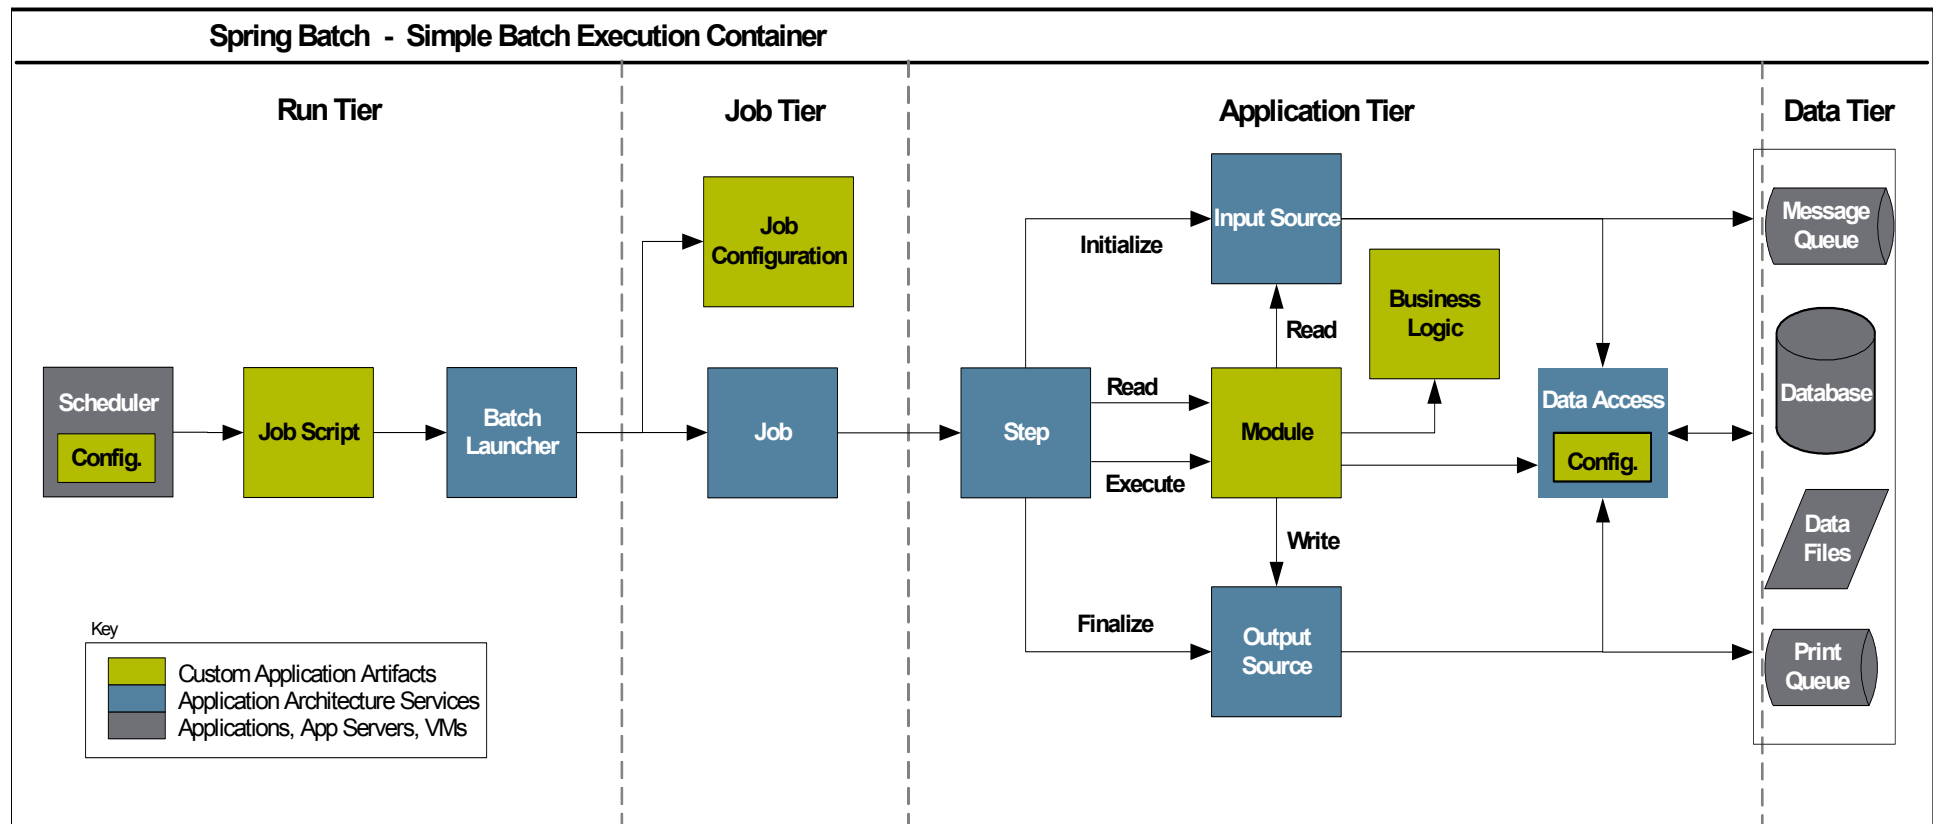 Spring Batch - Simple Batch Execution Container
Run Tier
Job Tier
Application Tier
Data Tier
Scheduler
Config.
Job Script
Batch
Launcher
Job
Configuration
Job
Step
Initialize
Read
Execute
Finalize
Input Source
Read
Module
Write
Output
Source
Business
Logic
Data Access
Config.
Message
Queue
Database
Data
Files
Print
Queue
Key
Custom Application Artifacts
Application Architecture Services
Applications, App Servers, VMs